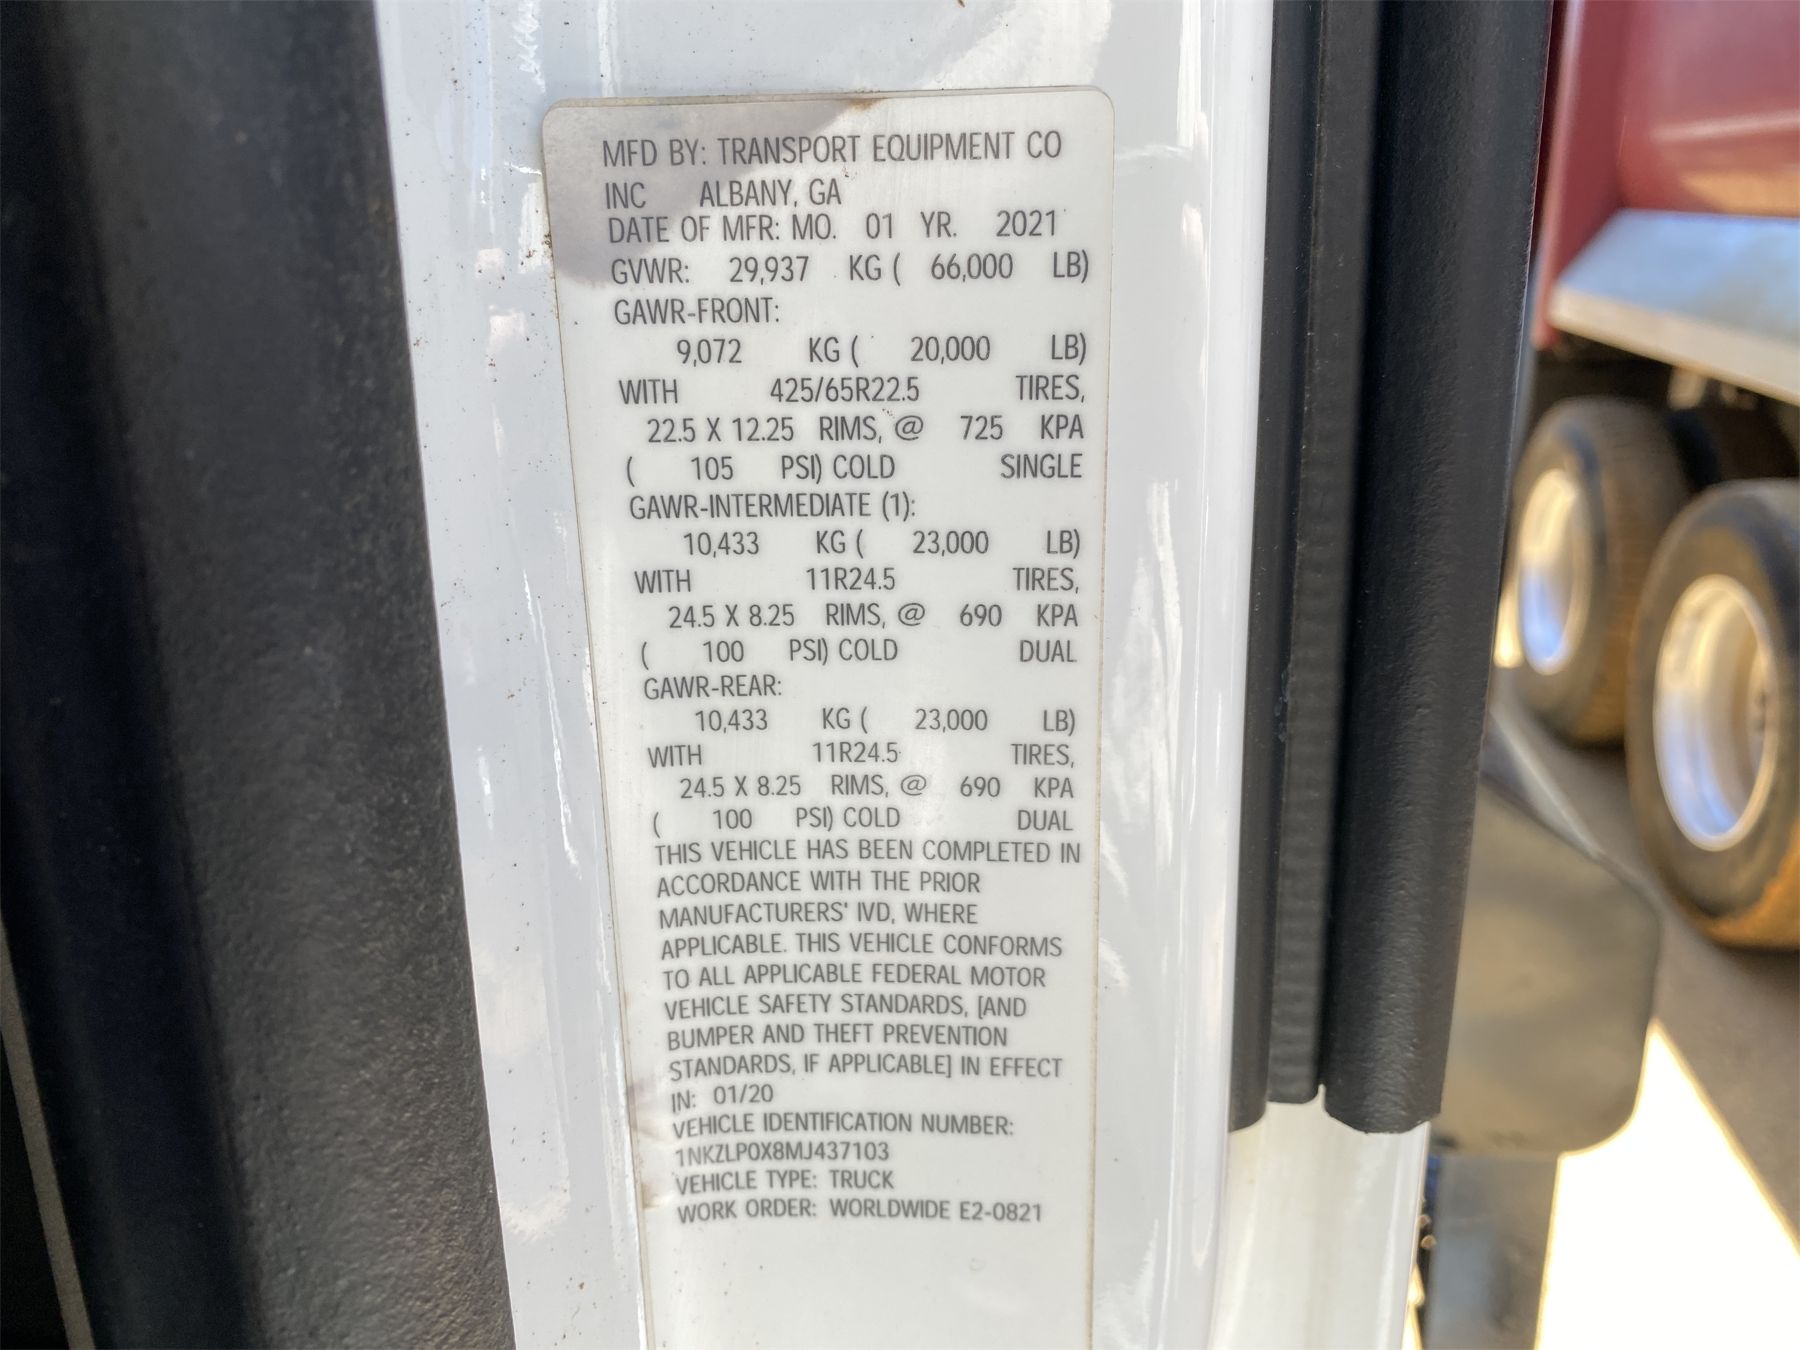 MFD BY: TRANSPORT EQUIPMENT CO
INC ALBANY, GA
DATE OF MFR: MO. 01 YR. 2021
GVWR: 29,937 KG ( 66,000 LB)
GAWR-FRONT:
9,072 KG ( 20,000 LB)
WITH 425/65R22.5 TIRES,
22.5 X 12.25 RIMS, @ 725 KPA
( 105 PSI) COLD SINGLE
GAWR-INTERMEDIATE (1):
10,433 KG ( 23,000 LB)
WITH 11R24.5 TIRES,
24.5 X 8.25 RIMS, @ 690 KPA
( 100 PSI) COLD DUAL
GAWR-REAR:
10,433 KG ( 23,000 LB)
WITH 11R24.5 TIRES,
24.5 X 8.25 RIMS, @ 690 KPA
( 100 PSI) COLD DUAL
THIS VEHICLE HAS BEEN COMPLETED IN
ACCORDANCE WITH THE PRIOR
MANUFACTURERS' IVD, WHERE
APPLICABLE. THIS VEHICLE CONFORMS
TO ALL APPLICABLE FEDERAL MOTOR
VEHICLE SAFETY STANDARDS, [AND
BUMPER AND THEFT PREVENTION
STANDARDS, IF APPLICABLE] IN EFFECT
IN: 01/20
VEHICLE IDENTIFICATION NUMBER:
1NKZLP0X8MJ437103
VEHICLE TYPE: TRUCK
WORK ORDER: WORLDWIDE E2-0821